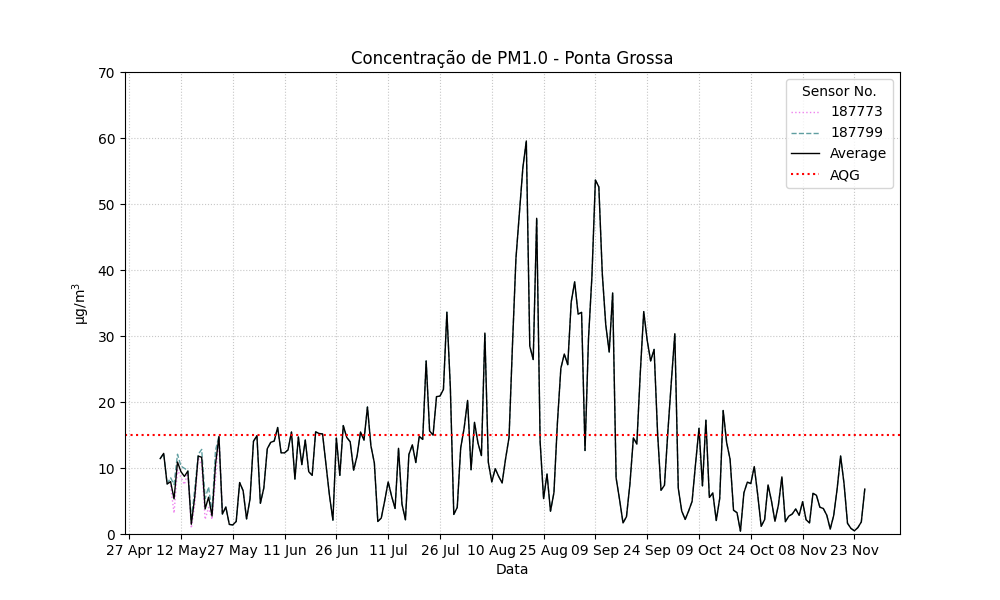 Concentração de PM1.0 - Ponta Grossa
70
60
50
40
30
20
10
0
µg/m³
Sensor No.
187773
187799
Average
AQG
27 Apr 12 May 27 May 11 Jun 26 Jun 11 Jul 26 Jul 10 Aug 25 Aug 09 Sep 24 Sep 09 Oct 24 Oct 08 Nov 23 Nov
Data